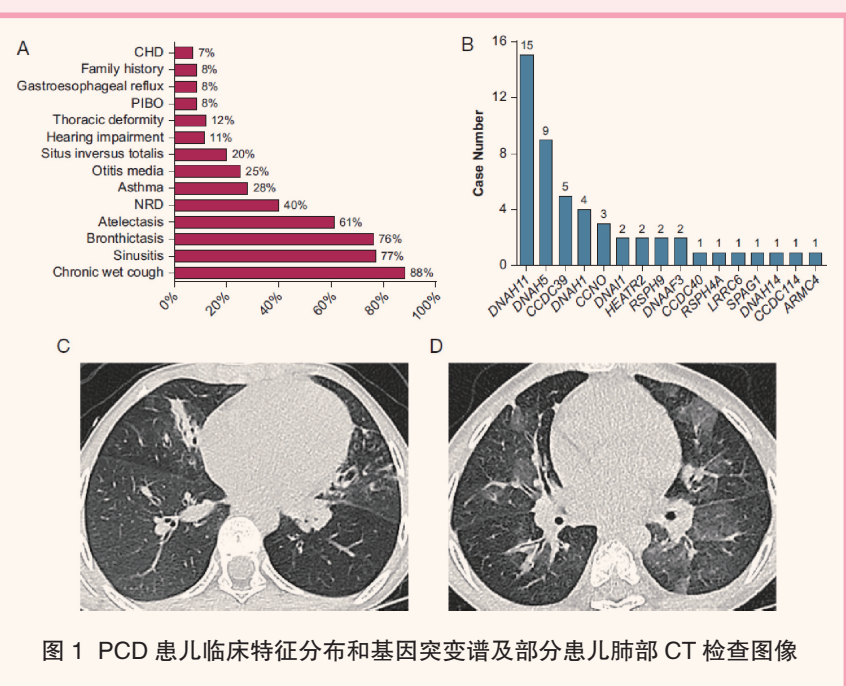 A
CHD 7%
Family history 8%
Gastroesophageal reflux 8%
PIBO 8%
Thoracic deformity 12%
Hearing impairment 11%
Situs inversus totalis 20%
Otitis media 25%
Asthma 28%
NRD 40%
Atelectasis 61%
Bronthictasis 76%
Sinusitis 77%
Chronic wet cough 88%
0% 20% 40% 60% 80% 100%
B
Case Number
16
12
8
4
0
15 9 5 4 3 2 2 2 2 1 1 1 1 1 1 1
DNAH11 DNAH5 CCDC39 DNAH1 CCNO DNAI1 HEATR2 RSPH9 DNAAF3 CCDC40 RSPH4A LRRC6 SPAG1 DNAH14 CCDC114 ARMC4
C
D
图 1 PCD 患儿临床特征分布和基因突变谱及部分患儿肺部 CT 检查图像